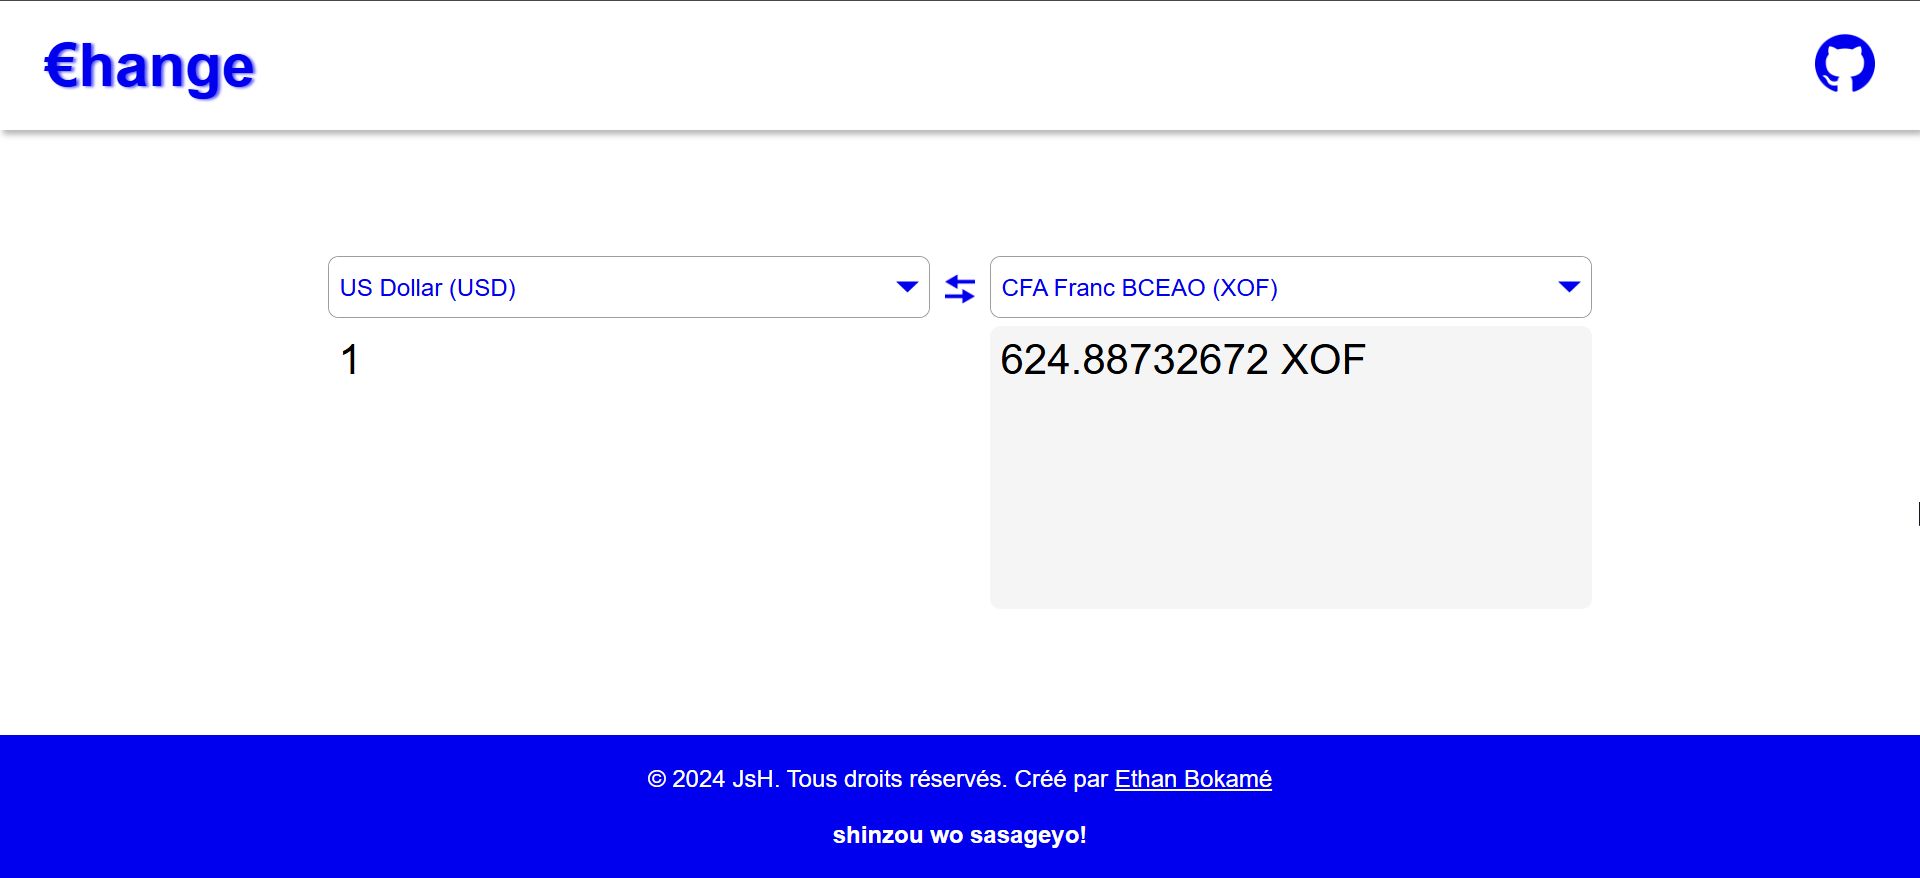 €hange
US Dollar (USD)
CFA Franc BCEAO (XOF)
1
624.88732672 XOF
© 2024 JsH. Tous droits réservés. Créé par Ethan Bokamé
shinzou wo sasageyo!